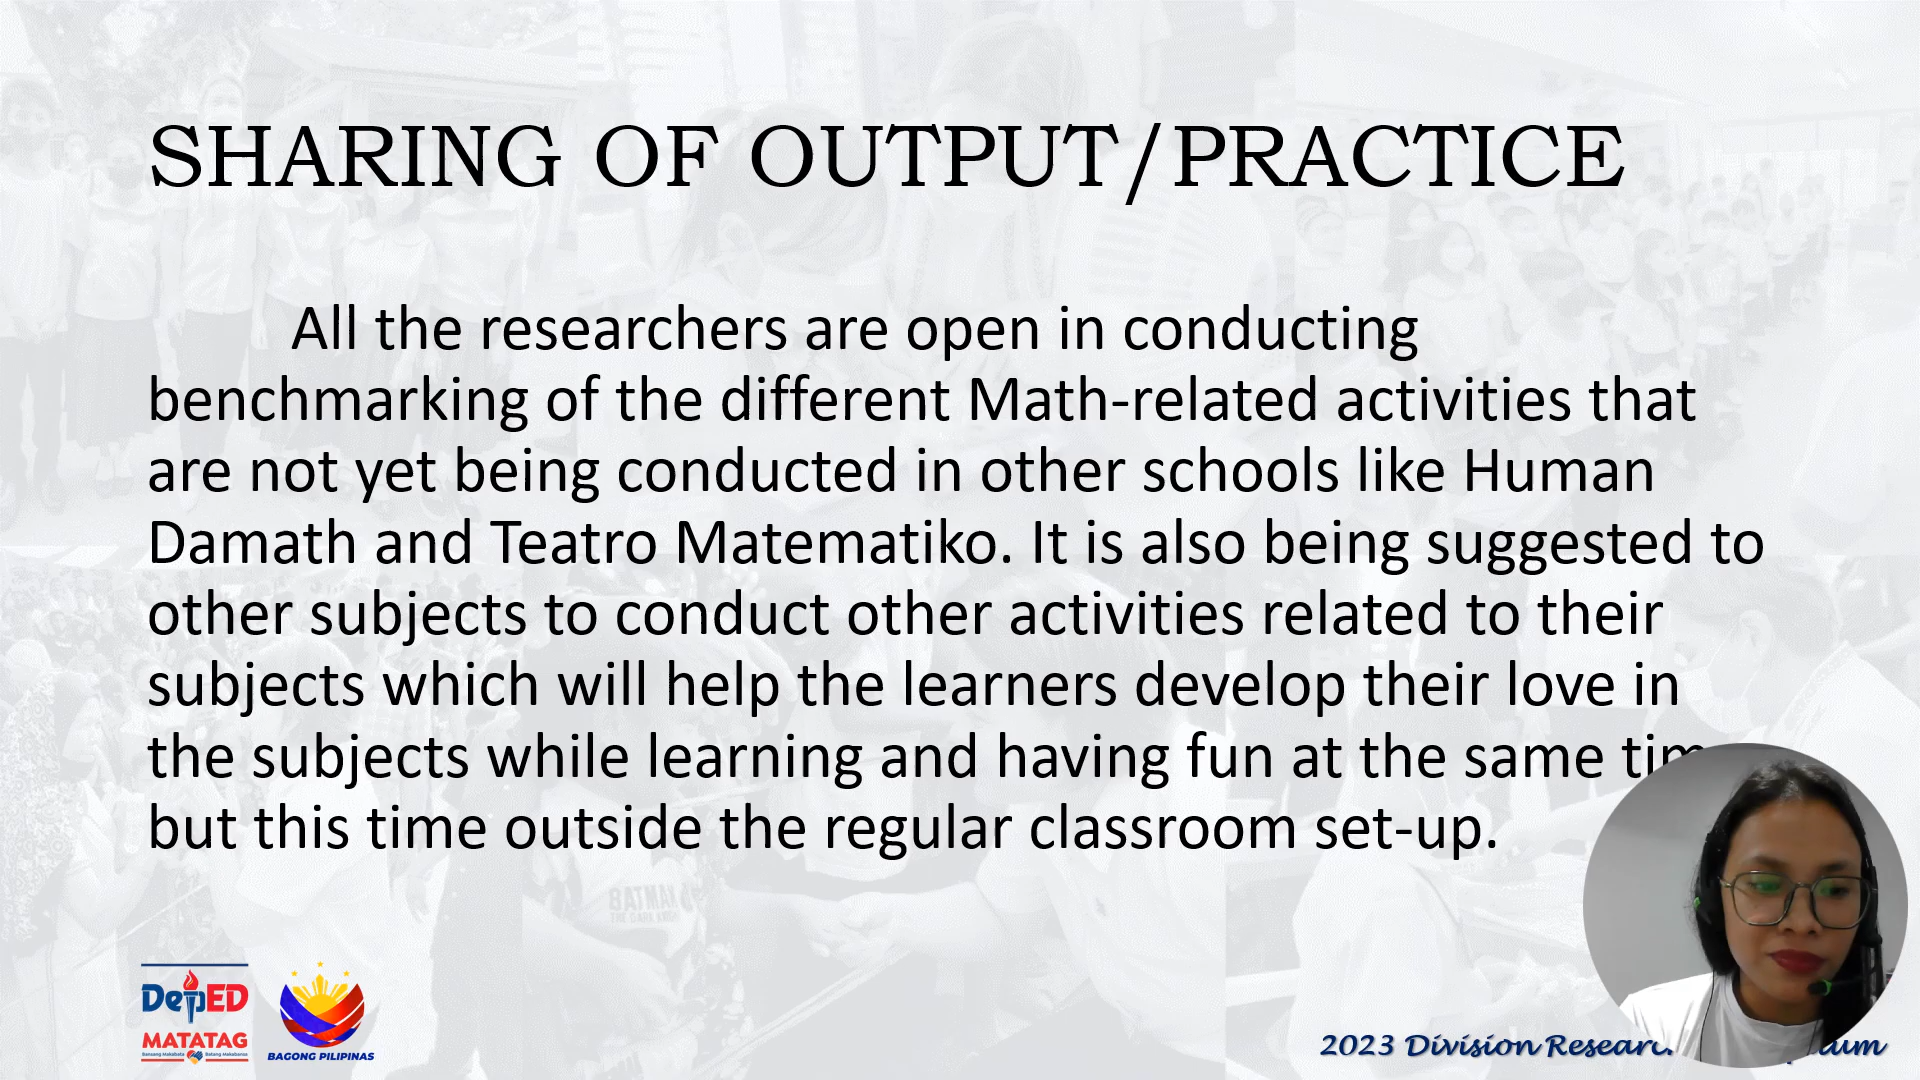 SHARING OF OUTPUT/PRACTICE
All the researchers are open in conducting
benchmarking of the different Math-related activities that
are not yet being conducted in other schools like Human
Damath and Teatro Matematiko. It is also being suggested to
other subjects to conduct other activities related to their
subjects which will help the learners develop their love in
the subjects while learning and having fun at the same
but this time outside the regular classroom set-up.
BATMAN
THE DARK
DepED
MATATAG
Bansang Makabata Batang Makabansa
BAGONG PILIPINAS
2023 Division